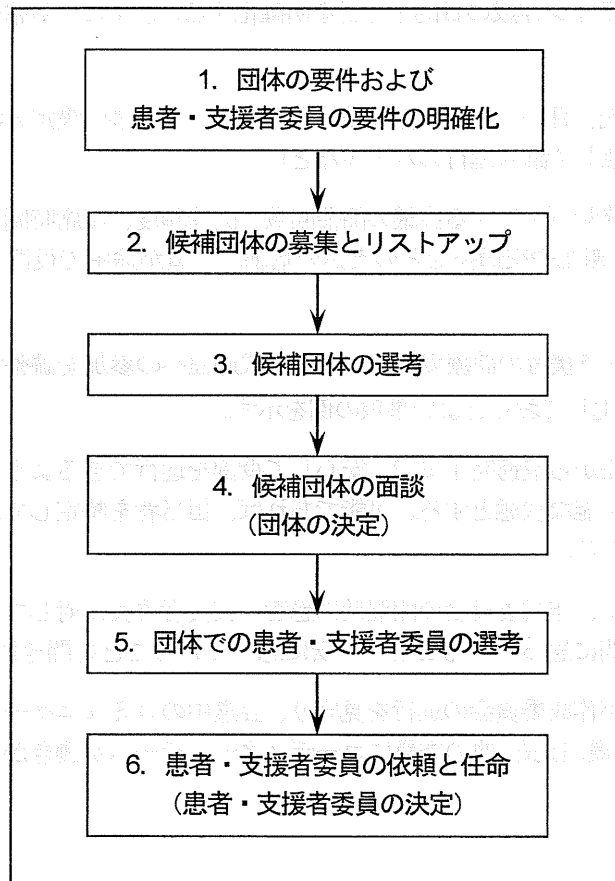 1. 団体の要件および
患者・支援者委員の要件の明確化
2. 候補団体の募集とリストアップ
3. 候補団体の選考
4. 候補団体の面談
(団体の決定)
5. 団体での患者・支援者委員の選考
6. 患者・支援者委員の依頼と任命
(患者・支援者委員の決定)